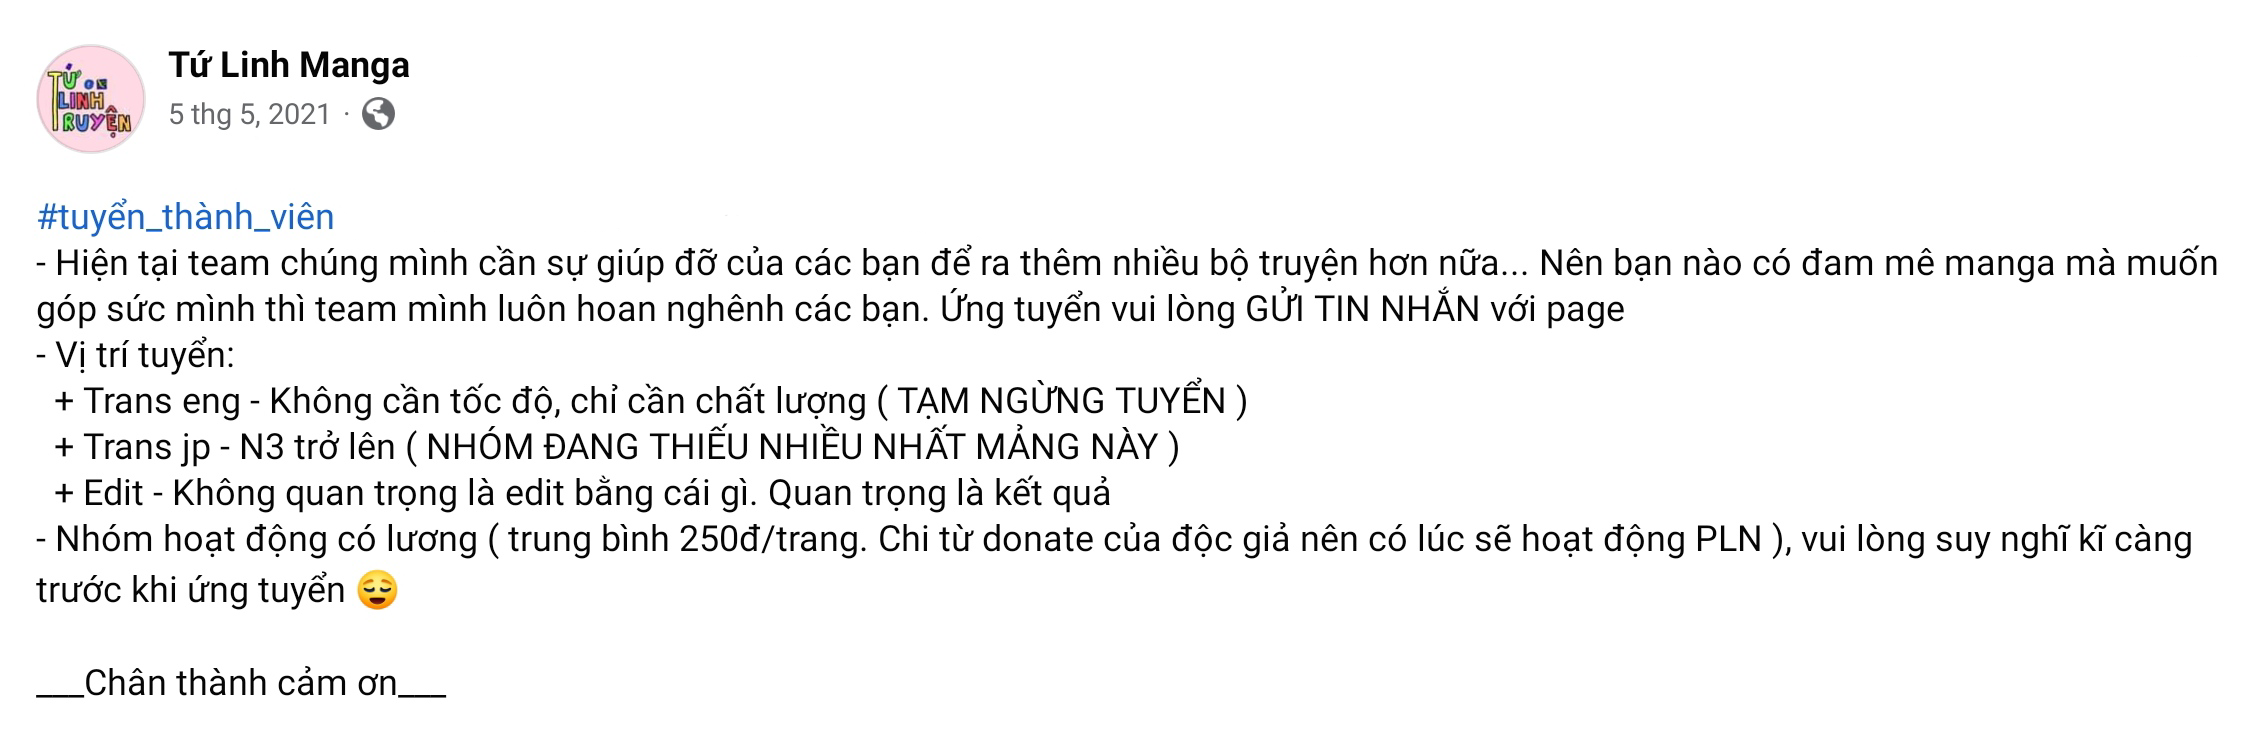 TỨ
LINH
TRUYỆN
Tứ Linh Manga
5 thg 5, 2021 ·
#tuyển_thành_viên
- Hiện tại team chúng mình cần sự giúp đỡ của các bạn để ra thêm nhiều bộ truyện hơn nữa... Nên bạn nào có đam mê manga mà muốn
góp sức mình thì team mình luôn hoan nghênh các bạn. Ứng tuyển vui lòng GỬI TIN NHẮN với page
- Vị trí tuyển:
+ Trans eng - Không cần tốc độ, chỉ cần chất lượng ( TẠM NGỪNG TUYỂN )
+ Trans jp - N3 trở lên ( NHÓM ĐANG THIẾU NHIỀU NHẤT MẢNG NÀY )
+ Edit - Không quan trọng là edit bằng cái gì. Quan trọng là kết quả
- Nhóm hoạt động có lương ( trung bình 250đ/trang. Chi từ donate của độc giả nên có lúc sẽ hoạt động PLN ), vui lòng suy nghĩ kĩ càng
trước khi ứng tuyển 😌
___Chân thành cảm ơn___